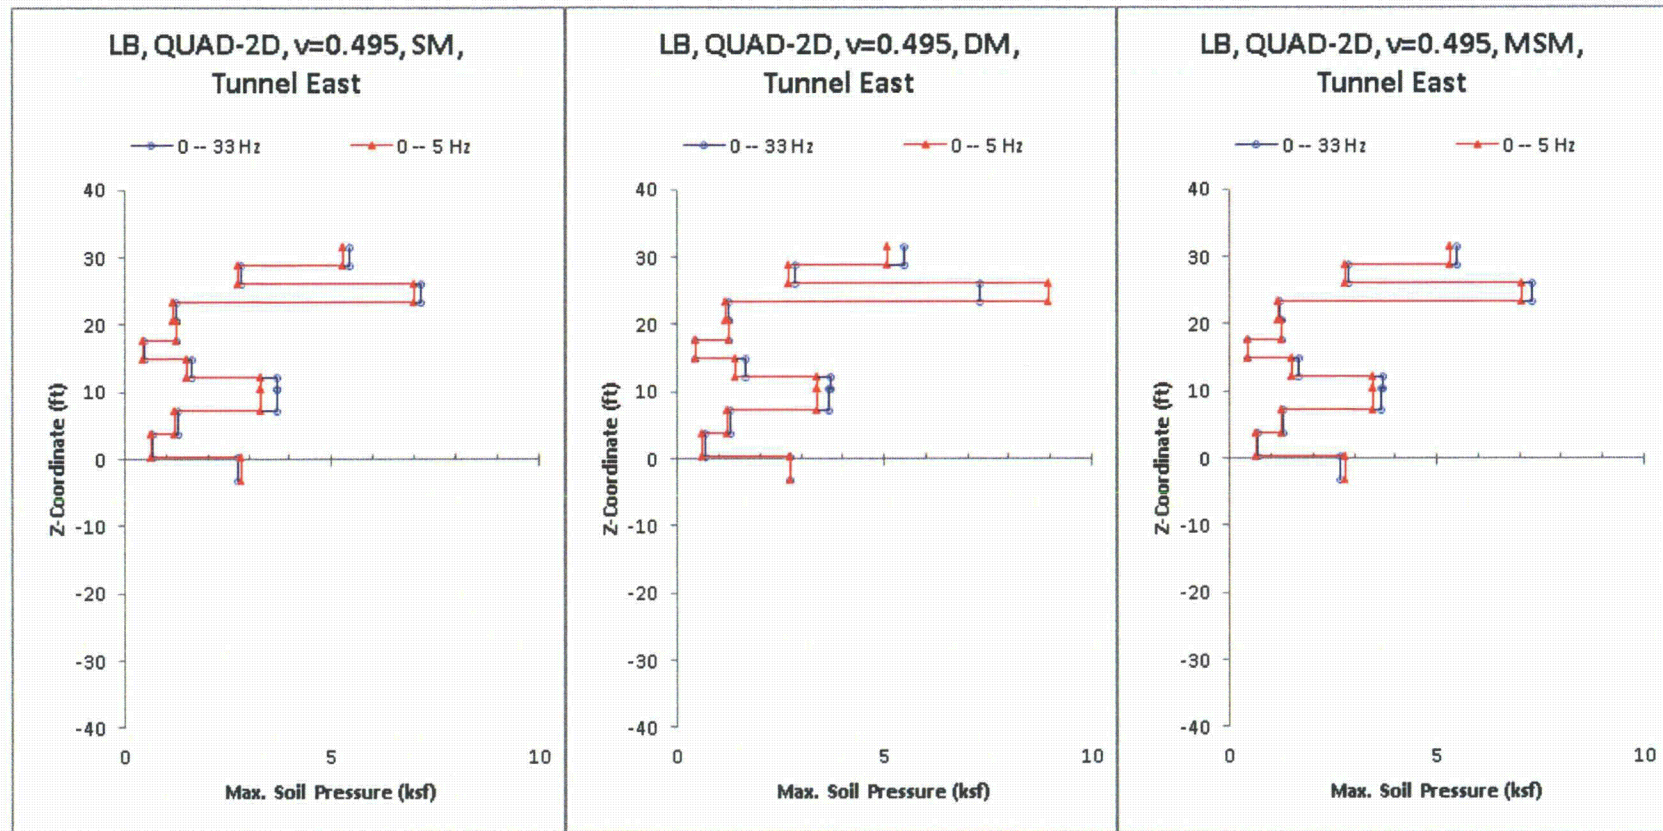 LB, QUAD-2D, v=0.495, SM,
Tunnel East
0 -- 33 Hz
0 -- 5 Hz
40
30
20
10
0
-10
-20
-30
-40
Z-Coordinate (ft)
0
5
10
Max. Soil Pressure (ksf)
LB, QUAD-2D, v=0.495, DM,
Tunnel East
0 -- 33 Hz
0 -- 5 Hz
40
30
20
10
0
-10
-20
-30
-40
Z-Coordinate (ft)
0
5
10
Max. Soil Pressure (ksf)
LB, QUAD-2D, v=0.495, MSM,
Tunnel East
0 -- 33 Hz
0 -- 5 Hz
40
30
20
10
0
-10
-20
-30
-40
Z-Coordinate (ft)
0
5
10
Max. Soil Pressure (ksf)